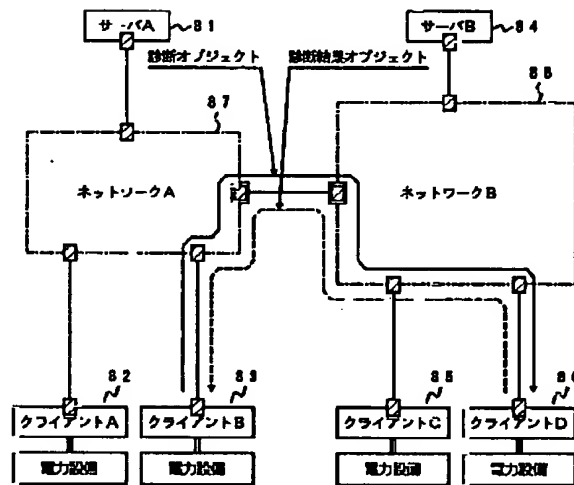 サーバA 81
サーバB 84
診断オブジェクト 診断結果オブジェクト
87
88
ネットワークA
ネットワークB
82
83
85
86
クライアントA
クライアントB
クライアントC
クライアントD
電力設備
電力設備
電力設備
電力設備